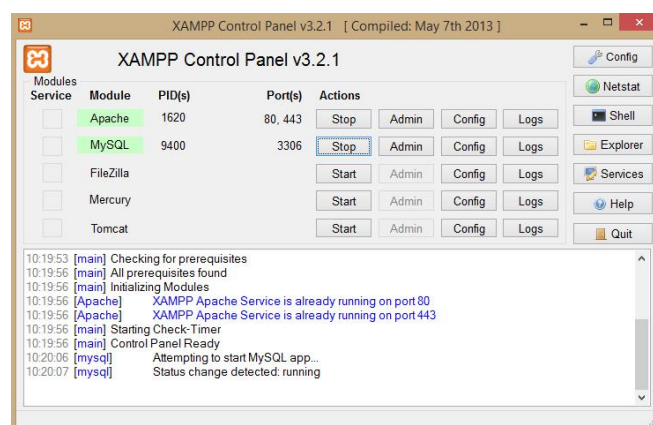 XAMPP Control Panel v3.2.1 [ Compiled: May 7th 2013 ]
XAMPP Control Panel v3.2.1
Config
Modules
Service Module PID(s) Port(s) Actions
Netstat
Apache 1620 80, 443 Stop Admin Config Logs
Shell
MySQL 9400 3306 Stop Admin Config Logs
Explorer
FileZilla Start Admin Config Logs
Services
Mercury Start Admin Config Logs
Help
Tomcat Start Admin Config Logs
Quit
10:19:53 [main] Checking for prerequisites
10:19:56 [main] All prerequisites found
10:19:56 [main] Initializing Modules
10:19:56 [Apache] XAMPP Apache Service is already running on port 80
10:19:56 [Apache] XAMPP Apache Service is already running on port 443
10:19:56 [main] Starting Check-Timer
10:19:56 [main] Control Panel Ready
10:20:06 [mysql] Attempting to start MySQL app...
10:20:07 [mysql] Status change detected: running